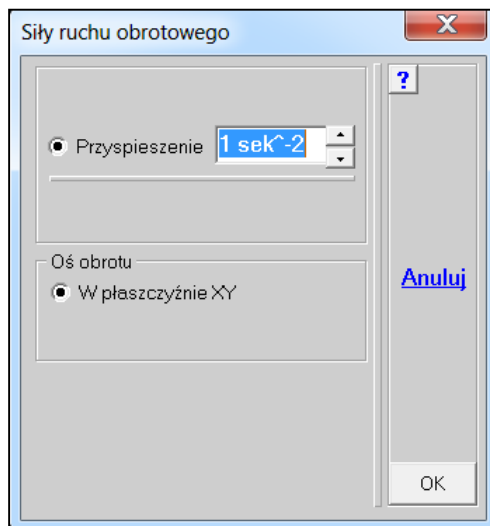 Siły ruchu obrotowego
X
?
Przyspieszenie 1 sek^-2
Oś obrotu
W płaszczyźnie XY
Anuluj
OK